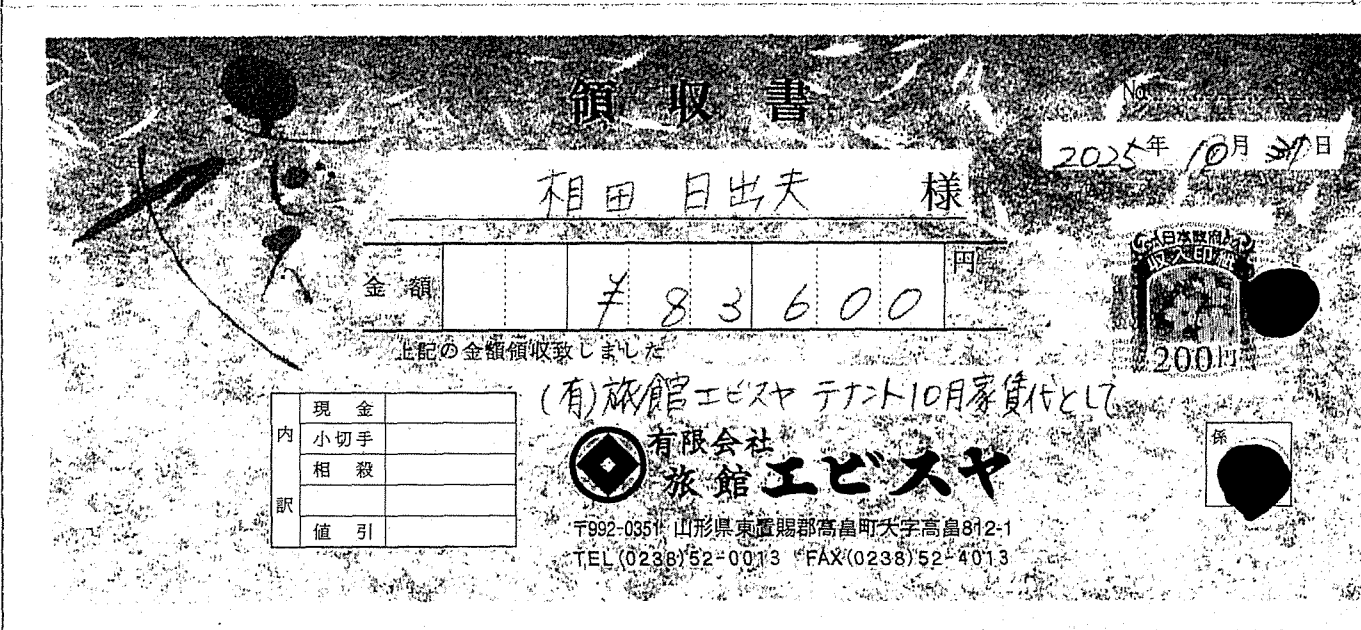 領収書
No.
2025年 10月 31日
相田 日出夫 様
日本政府
収入印紙
200円
金額 ¥83600 円
上記の金額領収致しました
(有)旅館エビスヤ テナント10月家賃代として
内訳
現金
小切手
相殺
値引
有限会社
旅館 エビスヤ
係
〒992-0351 山形県東置賜郡高畠町大字高畠812-1
TEL(0238)52-0013 FAX(0238)52-4013